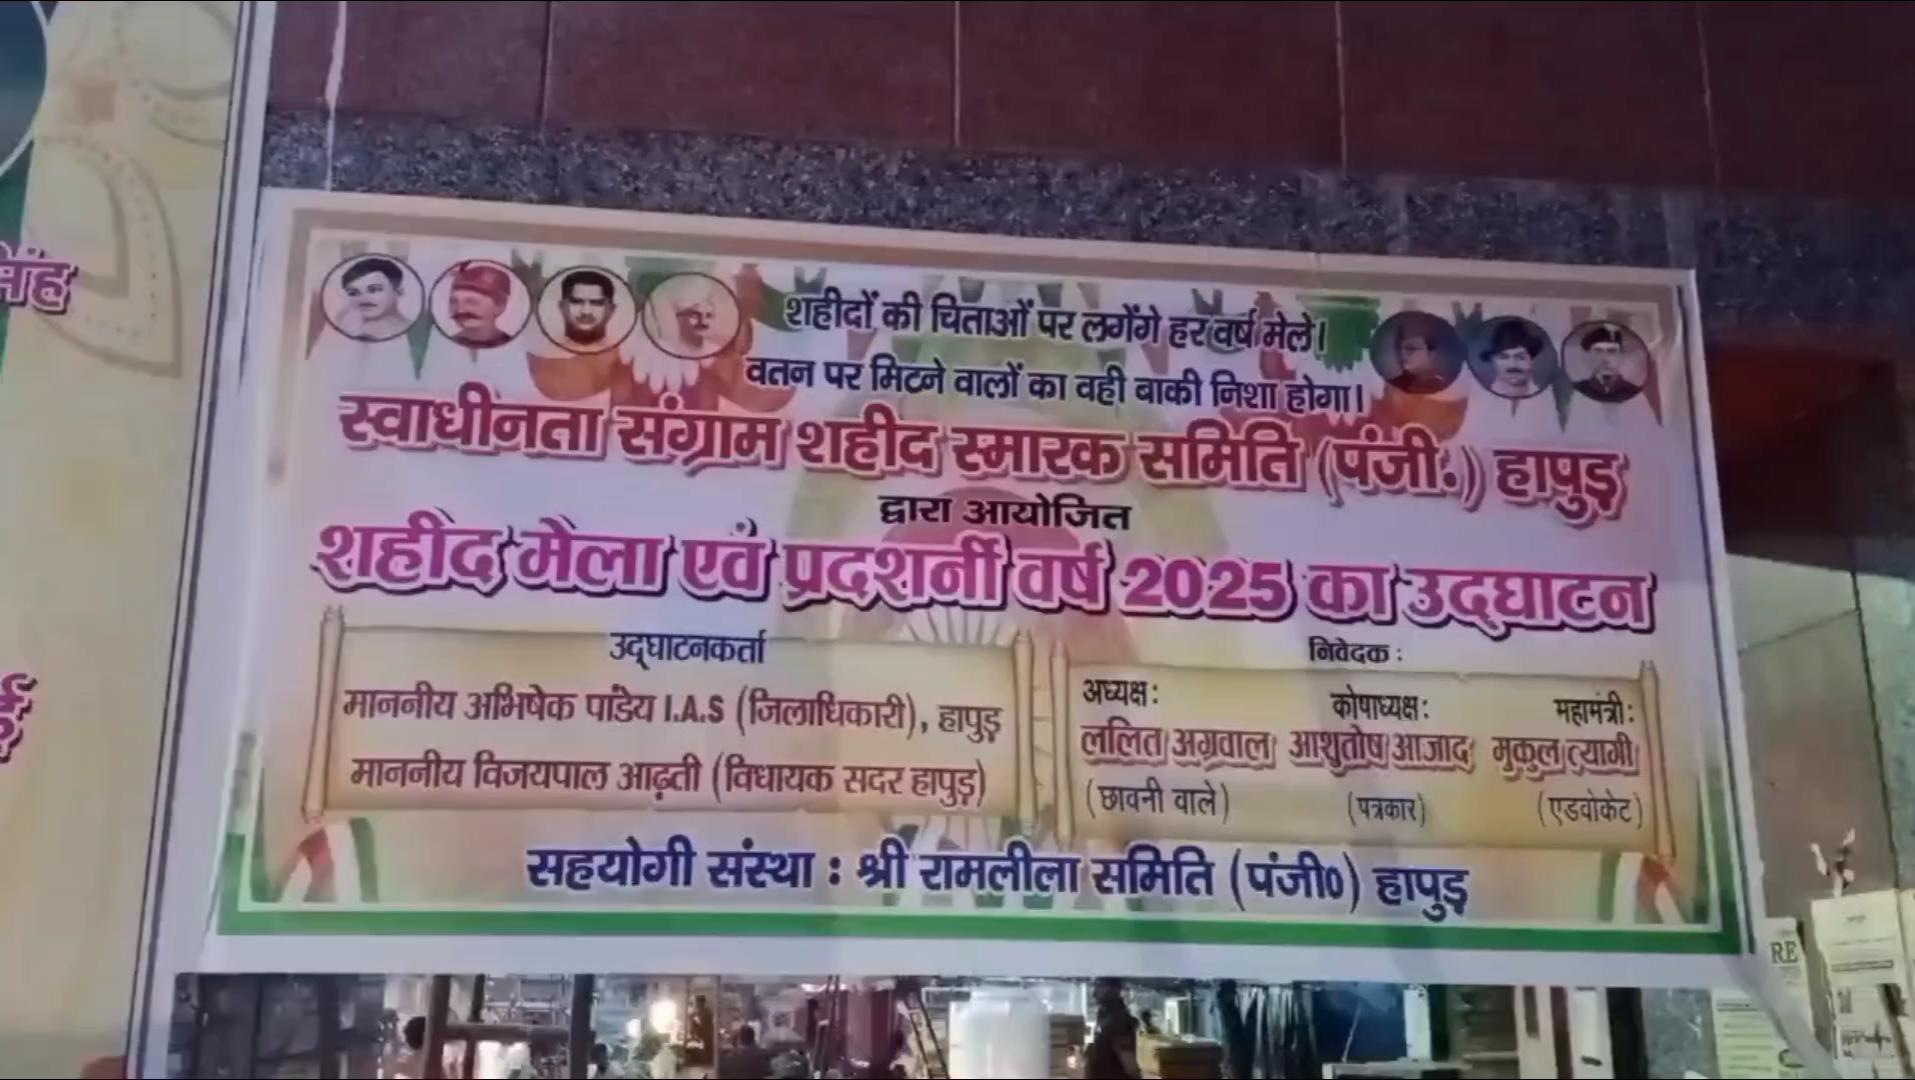 शहीदों की चिताओं पर लगेंगे हर वर्ष मेले।
वतन पर मिटने वालों का वही बाकी निशा होगा।
स्वाधीनता संग्राम शहीद स्मारक समिति (पंजी.) हापुड़
द्वारा आयोजित
शहीद मेला एवं प्रदशर्नी वर्ष 2025 का उद्घाटन
उद्घाटनकर्ता
माननीय अभिषेक पांडेय I.A.S (जिलाधिकारी), हापुड़
माननीय विजयपाल आढ़ती (विधायक सदर हापुड़)
निवेदक :
अध्यक्ष : कोषाध्यक्ष : महामंत्री :
ललित अग्रवाल आशुतोष आजाद मुकुल त्यागी
(छावनी वाले) (पत्रकार) (एडवोकेट)
सहयोगी संस्था : श्री रामलीला समिति (पंजी०) हापुड़
RE